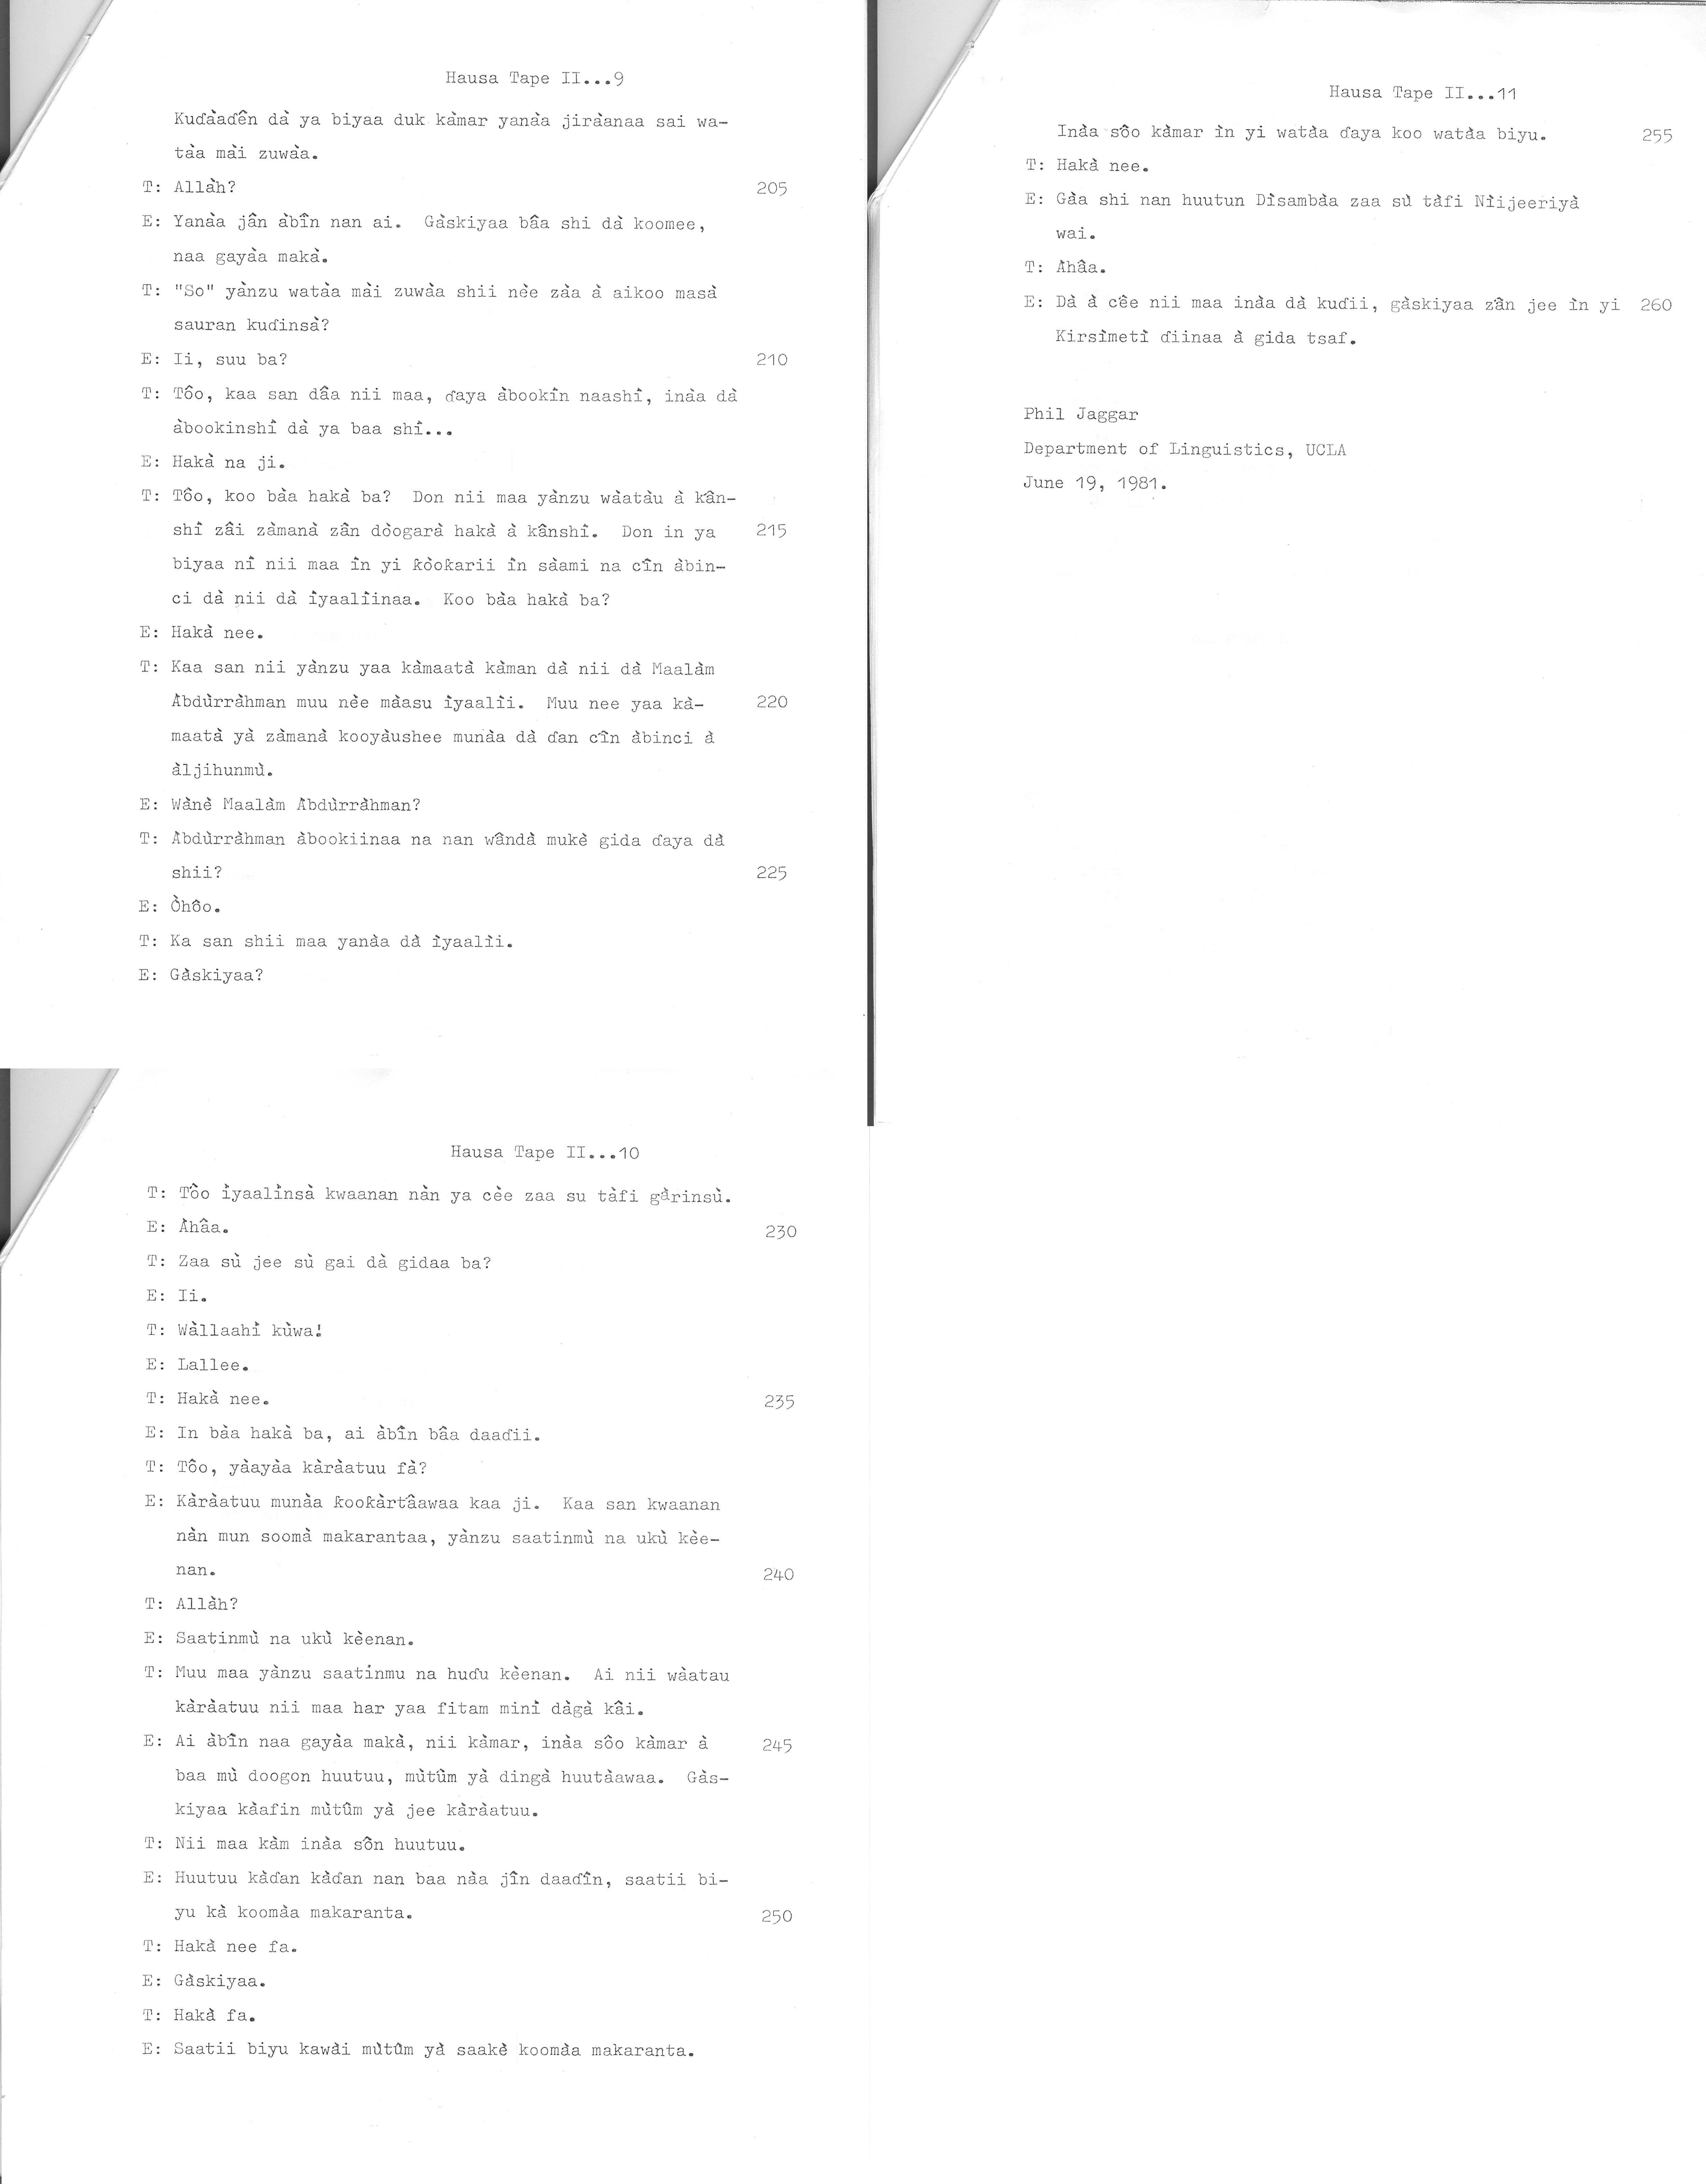 Hausa Tape II...9
Kuɗàaɗên dà ya biyaa duk kàmar yanàa jiràanaa sai wa-
tàa mài zuwàa.
T: Allàh? 205
E: Yanàa jân àbîn nan ai. Gàskiyaa bâa shi dà koomee,
naa gayàa makà.
T: "So" yànzu watàa mài zuwàa shii nèe zâa à aikoo masà
sauran kuɗinsà?
E: Ii, suu ba? 210
T: Tôo, kaa san dâa nii maa, ɗaya àbookîn naashì, inàa dà
àbookinshì dà ya baa shì...
E: Hakà na ji.
T: Tôo, koo bàa hakà ba? Don nii maa yànzu wàatàu à kân-
shì zâi zàmanà zân dòogarà hakà à kânshì. Don in ya 215
biyaa nì nii maa ìn yi ƙòoƙarii ìn sàami na cîn àbin-
ci dà nii dà ìyaalìinaa. Koo bàa hakà ba?
E: Hakà nee.
T: Kaa san nii yànzu yaa kàmaatà kàman dà nii dà Maalàm
Àbdùrràhman muu nèe màasu ìyaalìi. Muu nee yaa kà- 220
maatà yà zàmanà kooyàushee munàa dà ɗan cîn àbinci à
àljihunmù.
E: Wànè Maalàm Àbdùrràhman?
T: Àbdùrràhman àbookiinaa na nan wândà mukè gida ɗaya dà
shii? 225
E: Òhôo.
T: Ka san shii maa yanàa dà ìyaalìi.
E: Gàskiyaa?
Hausa Tape II...10
T: Tôo ìyaalìnsà kwaanan nàn ya cèe zaa su tàfi gàrinsù.
E: Àhâa. 230
T: Zaa sù jee sù gai dà gidaa ba?
E: Ii.
T: Wàllaahì kùwa!
E: Lallee.
T: Hakà nee. 235
E: In bàa hakà ba, ai àbîn bâa daaɗii.
T: Tôo, yàayàa kàràatuu fà?
E: Kàràatuu munàa ƙooƙàrtâawaa kaa ji. Kaa san kwaanan
nàn mun soomà makarantaa, yànzu saatinmù na ukù kèe-
nan. 240
T: Allàh?
E: Saatinmù na ukù kèenan.
T: Muu maa yànzu saatinmu na huɗu kèenan. Ai nii wàatau
kàràatuu nii maa har yaa fitam minì dàgà kâi.
E: Ai àbîn naa gayàa makà, nii kàmar, inàa sôo kàmar à 245
baa mù doogon huutuu, mùtûm yà dingà huutàawaa. Gàs-
kiyaa kàafin mùtûm yà jee kàràatuu.
T: Nii maa kàm inàa sôn huutuu.
E: Huutuu kàɗan kàɗan nan baa nàa jîn daaɗîn, saatii bi-
yu kà koomàa makaranta. 250
T: Hakà nee fa.
E: Gàskiyaa.
T: Hakà fa.
E: Saatii biyu kawài mùtûm yà saakè koomàa makaranta.
Hausa Tape II...11
Inàa sôo kàmar ìn yi watàa ɗaya koo watàa biyu. 255
T: Hakà nee.
E: Gàa shi nan huutun Dìsambàa zaa sù tàfi Nìijeeriyà
wai.
T: Àhâa.
E: Dà à cêe nii maa inàa dà kuɗii, gàskiyaa zân jee ìn yi 260
Kirsìmetì ɗiinaa à gida tsaf.
Phil Jaggar
Department of Linguistics, UCLA
June 19, 1981.